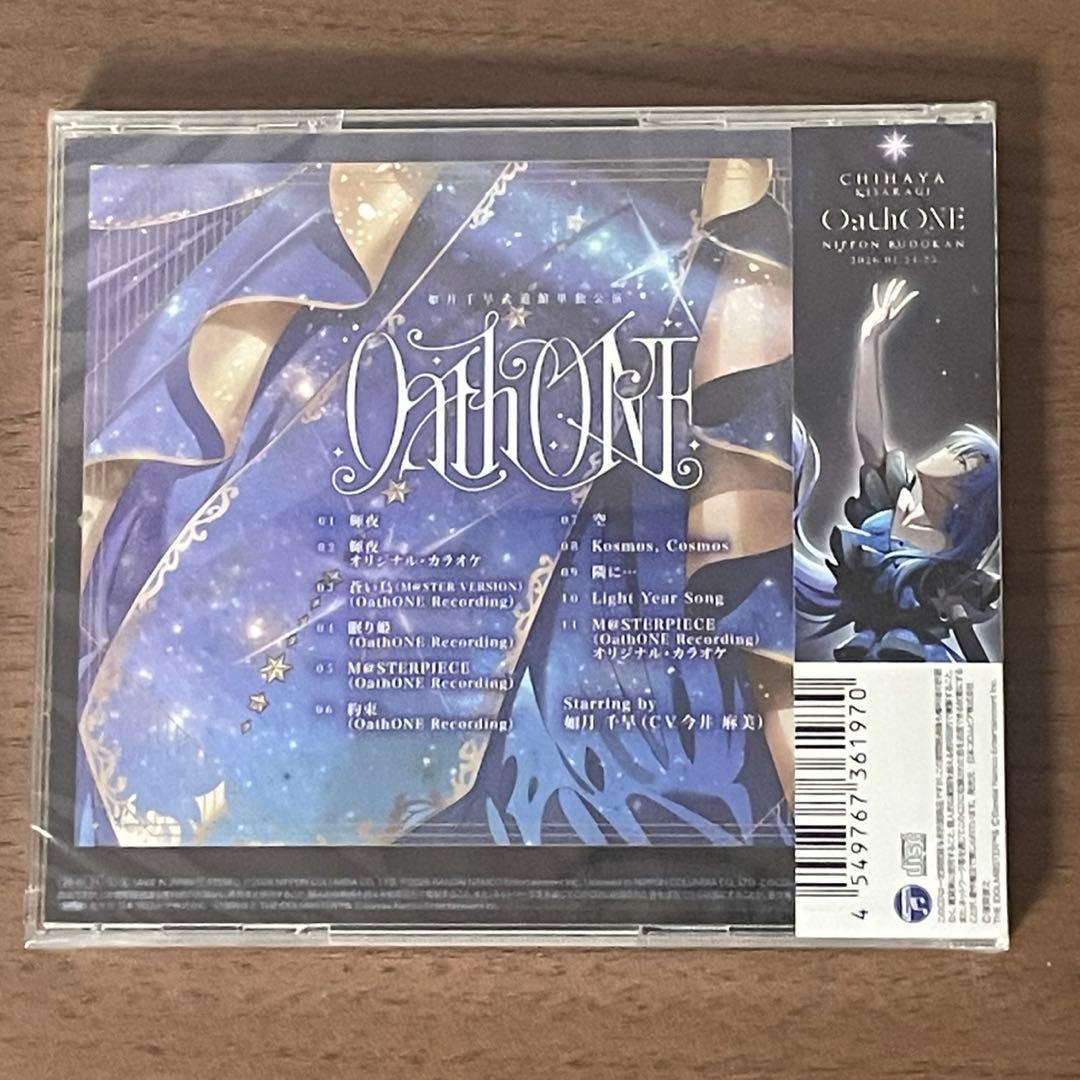 如月千早武道館単独公演
OathONE
01 輝夜
02 輝夜
オリジナル・カラオケ
03 蒼い鳥(M@STER VERSION)
(OathONE Recording)
04 眠り姫
(OathONE Recording)
05 M@STERPIECE
(OathONE Recording)
06 約束
(OathONE Recording)
07 空
08 Kosmos, Cosmos
09 隣に…
10 Light Year Song
11 M@STERPIECE
(OathONE Recording)
オリジナル・カラオケ
Starring by
如月 千早(CV.今井 麻美)
CHIHAYA
KISARAGI
OathONE
NIPPON BUDOKAN
4 549767 361970